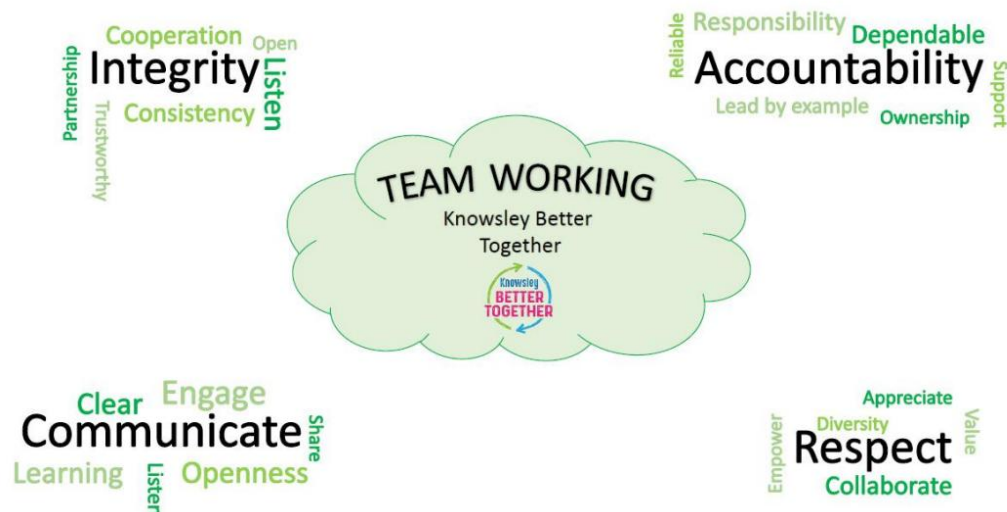 Cooperation
Open
Partnership
Integrity
Listen
Trustworthy
Consistency
Reliable
Responsibility
Dependable
Accountability
Support
Lead by example
Ownership
TEAM WORKING
Knowsley Better
Together
Knowsley
BETTER
TOGETHER
Engage
Clear
Communicate
Share
Learning
Listen
Openness
Appreciate
Empower
Diversity
Value
Respect
Collaborate